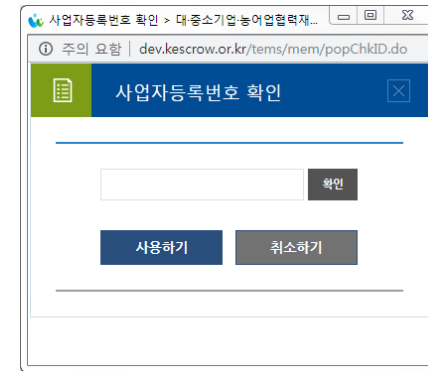 사업자등록번호 확인 > 대·중소기업·농어업협력재...
주의 요함 | dev.kescrow.or.kr/tems/mem/popChkID.do
사업자등록번호 확인
확인
사용하기 취소하기